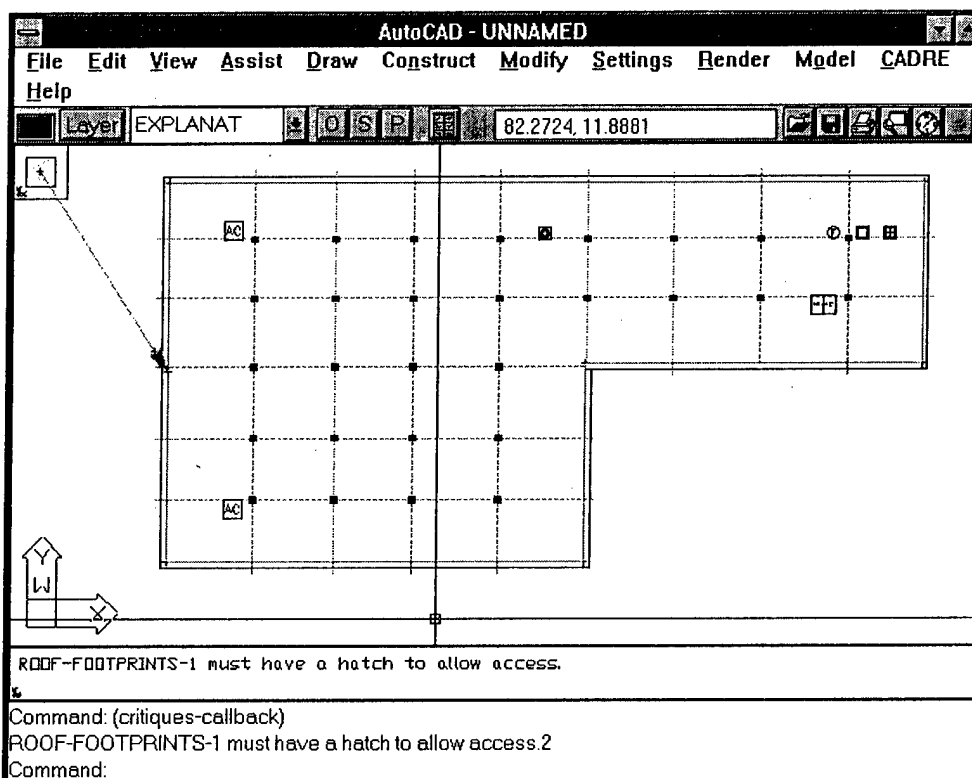 AutoCAD - UNNAMED
File Edit View Assist Draw Construct Modify Settings Render Model CADRE
Help
Layer EXPLANAT O S P 82.2724, 11.8881
AC
AC
Y
W
X
ROOF-FOOTPRINTS-1 must have a hatch to allow access.
Command: (critiques-callback)
ROOF-FOOTPRINTS-1 must have a hatch to allow access.2
Command: